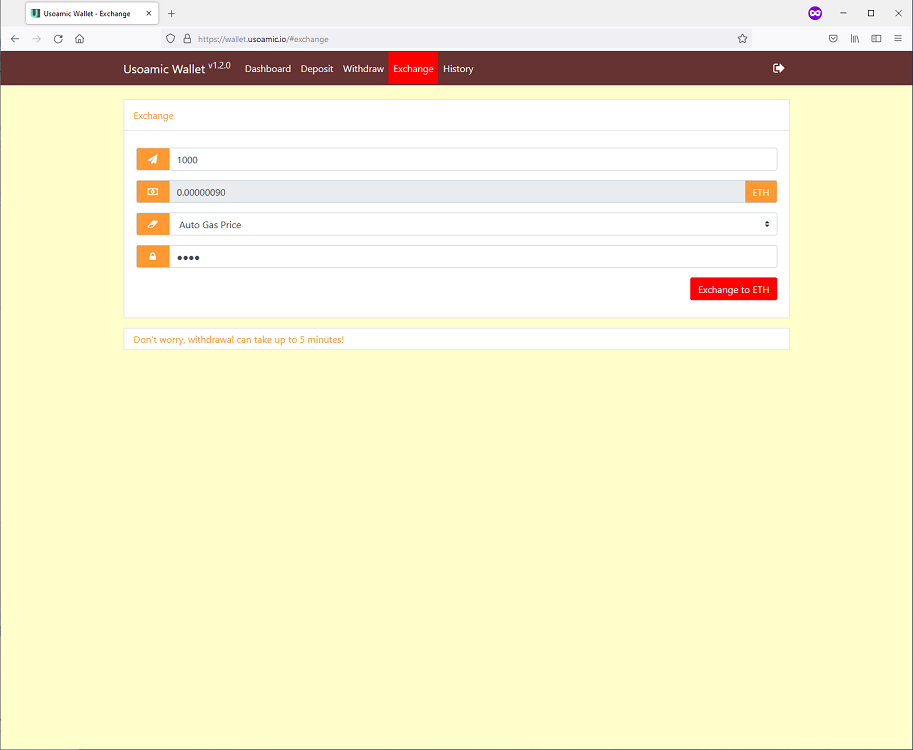 Usoamic Wallet - Exchange
https://wallet.usoamic.io/#exchange
Usoamic Wallet v1.2.0 Dashboard Deposit Withdraw Exchange History
Exchange
1000
0.00000090 ETH
Auto Gas Price
Exchange to ETH
Don't worry, withdrawal can take up to 5 minutes!